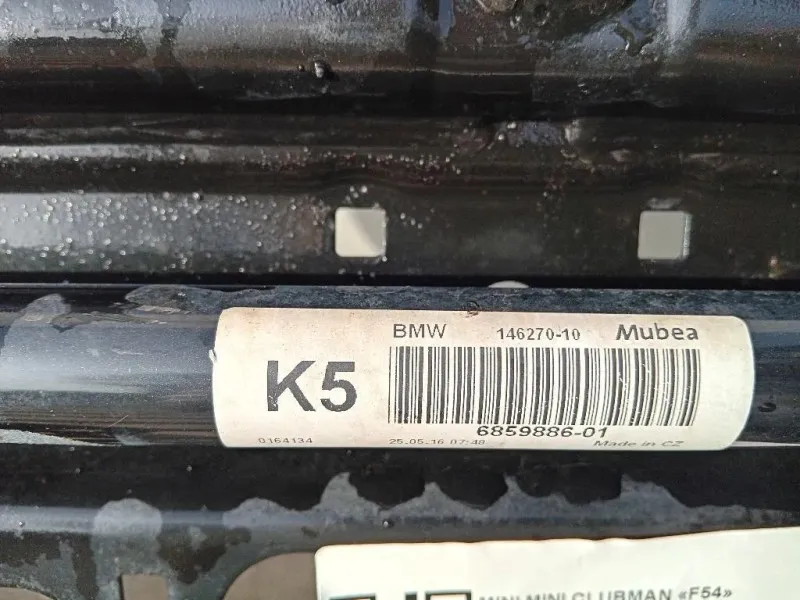 BMW 146270-10 Mubea
K5
6859886-01
0164134 25.05.16 07:48 Made in CZ
MINI MINI CLUBMAN «F54»